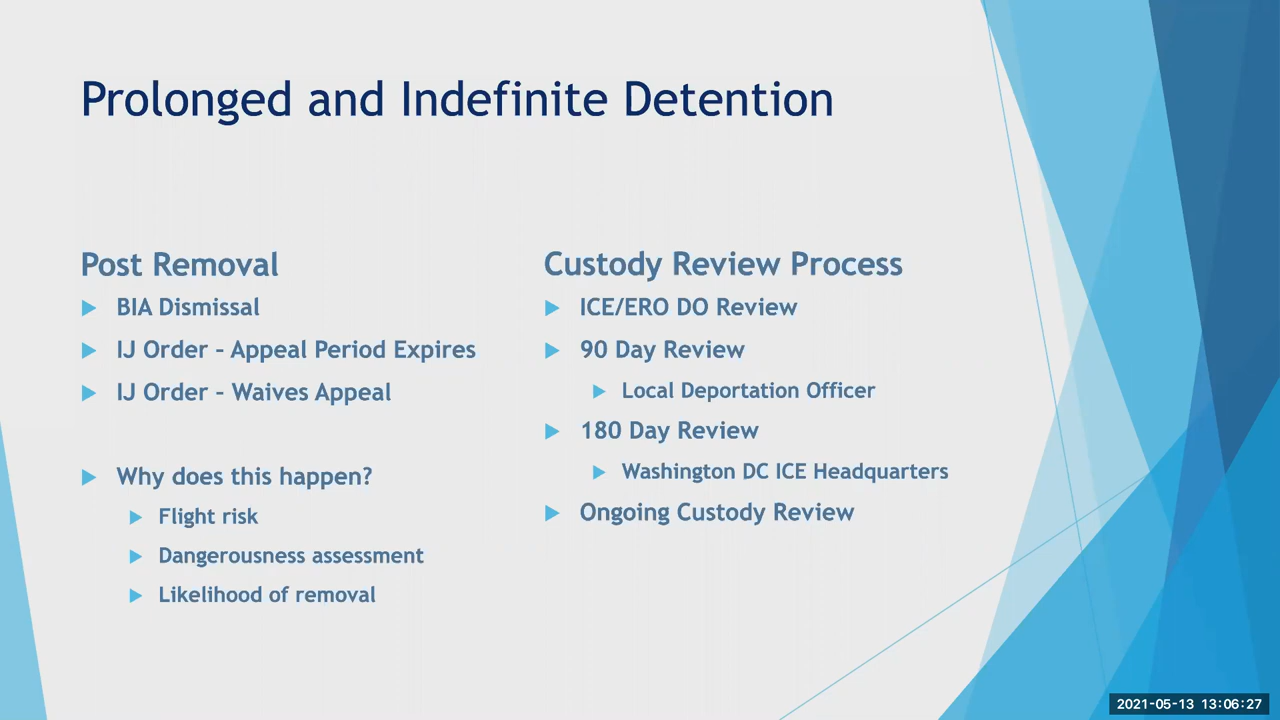 Prolonged and Indefinite Detention
Post Removal
BIA Dismissal
IJ Order – Appeal Period Expires
IJ Order – Waives Appeal
Why does this happen?
Flight risk
Dangerousness assessment
Likelihood of removal
Custody Review Process
ICE/ERO DO Review
90 Day Review
Local Deportation Officer
180 Day Review
Washington DC ICE Headquarters
Ongoing Custody Review
2021-05-13 13:06:27